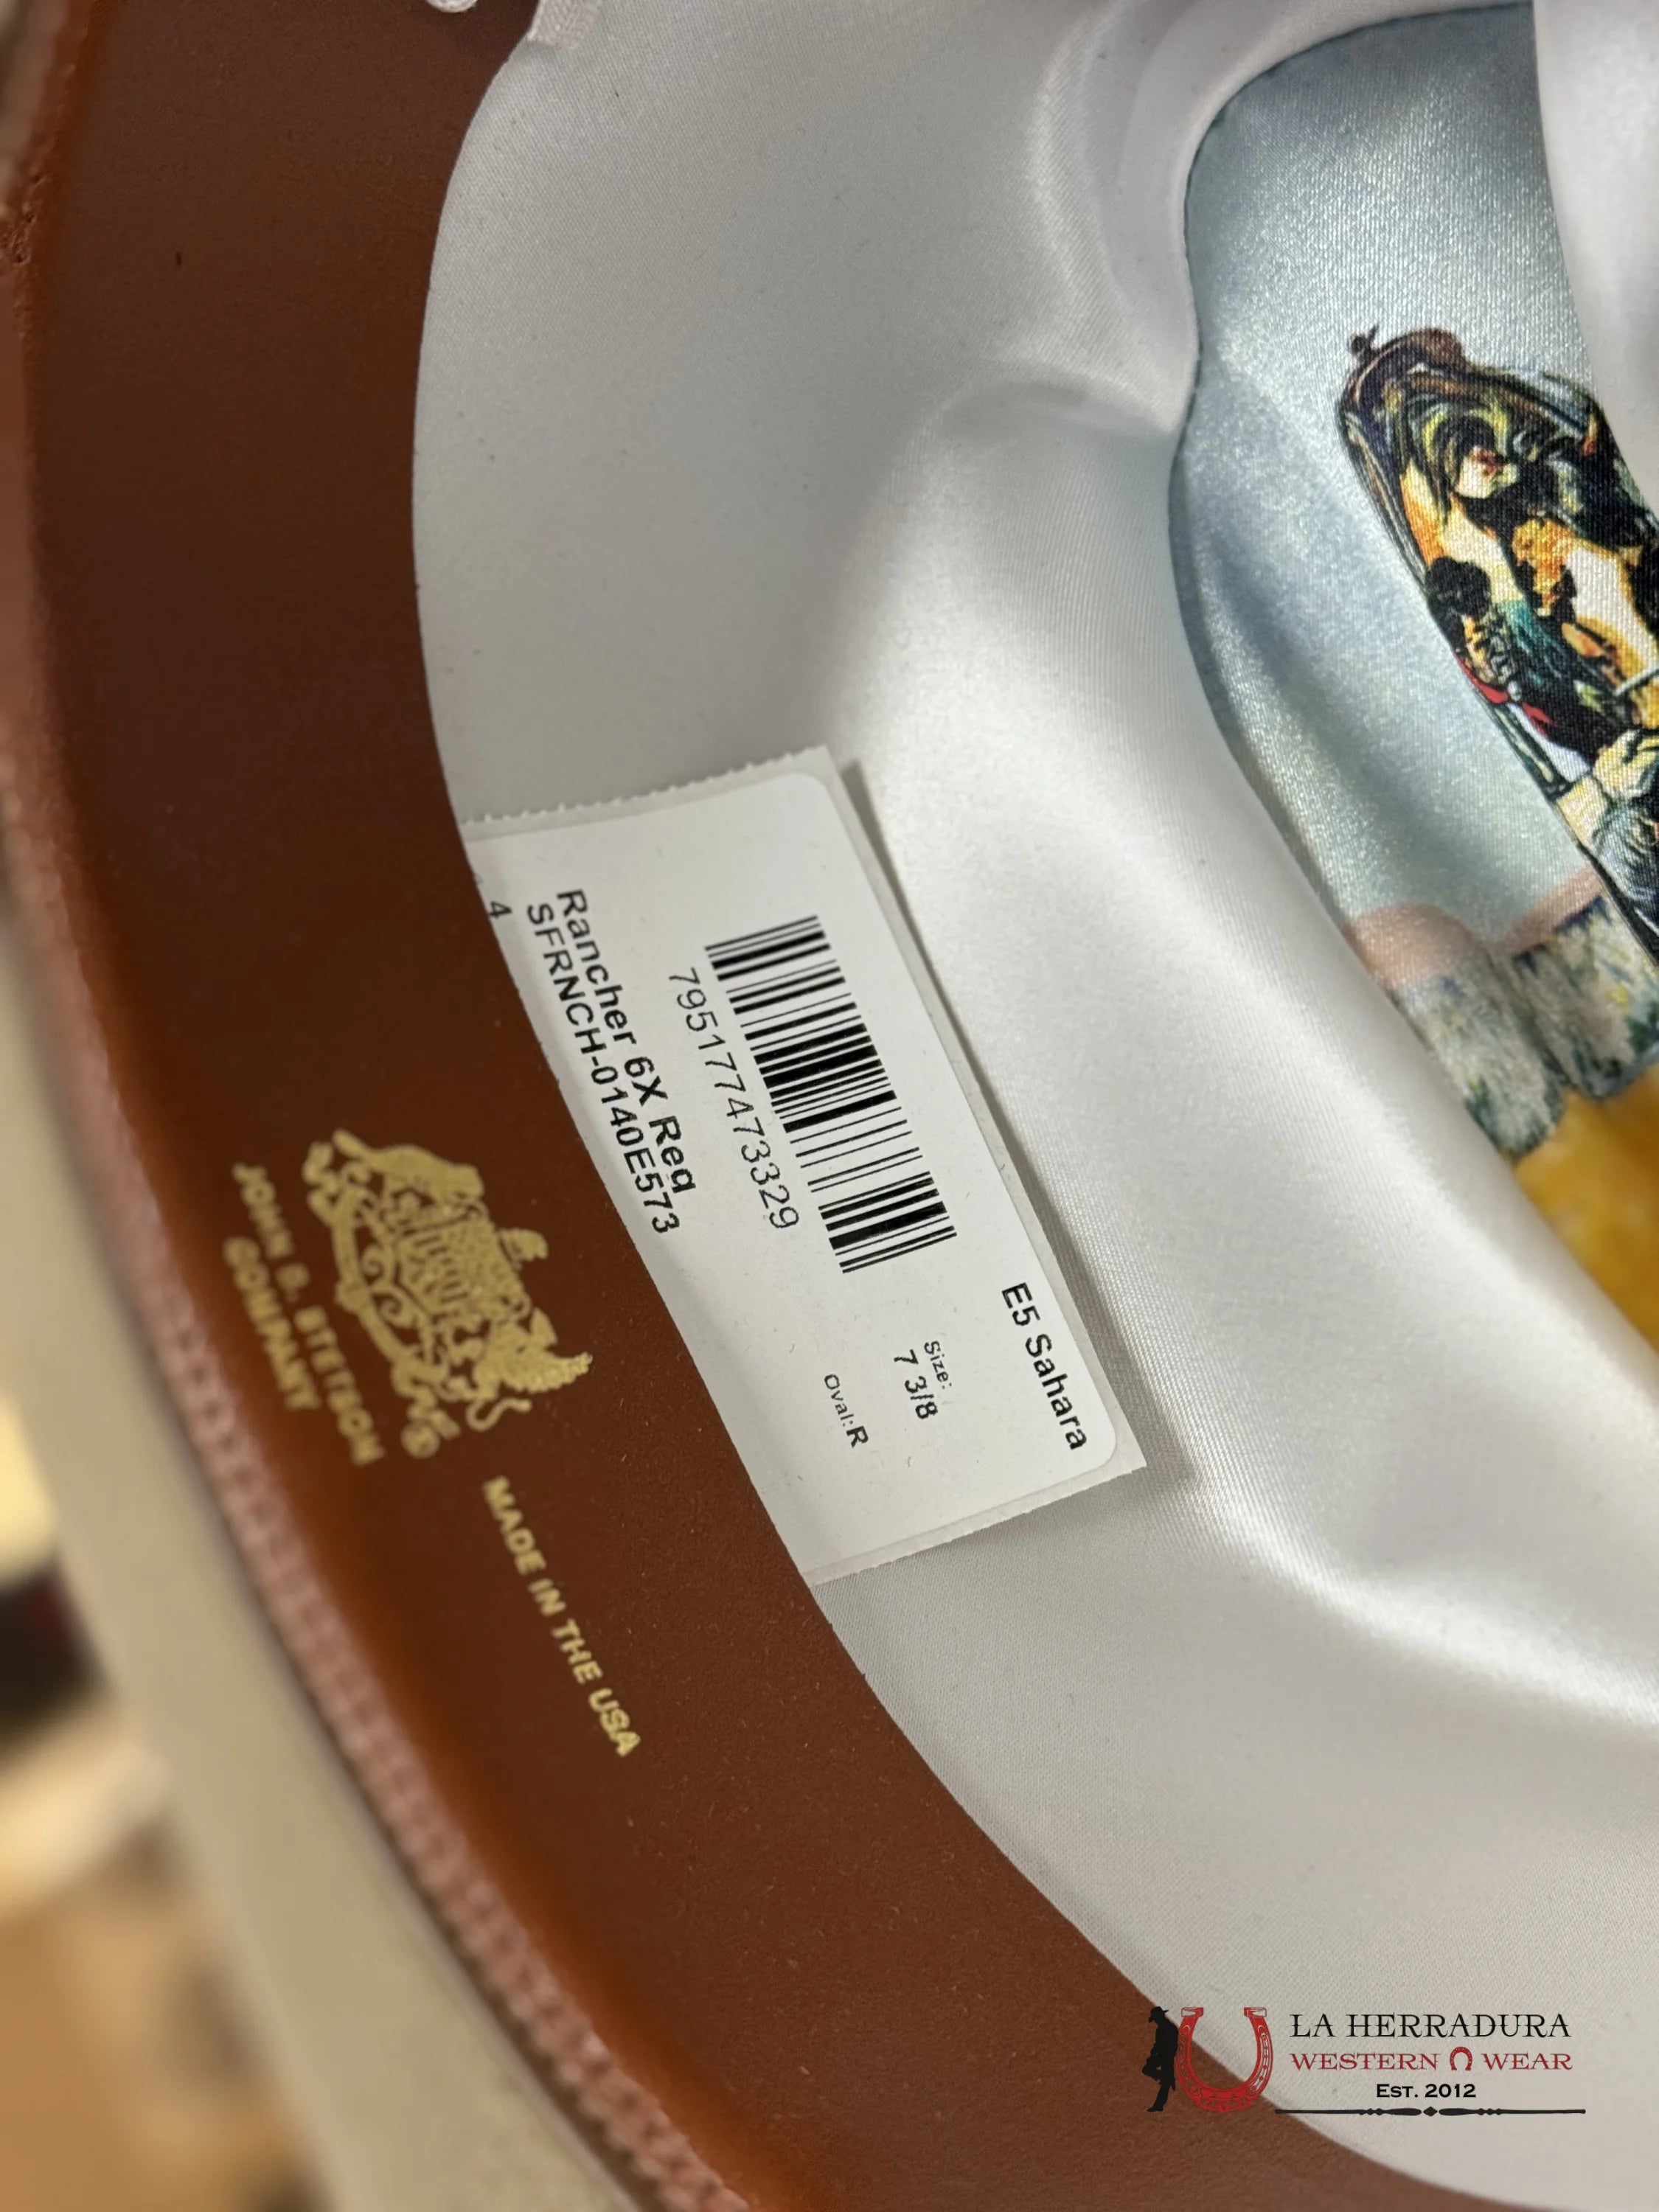 E5 Sahara
Size:
7 3/8
Oval: R
795177473329
Rancher 6X Reg
SFRNCH-0140E573
4
JOHN B. STETSON
COMPANY
MADE IN THE USA
LA HERRADURA
WESTERN WEAR
EST. 2012